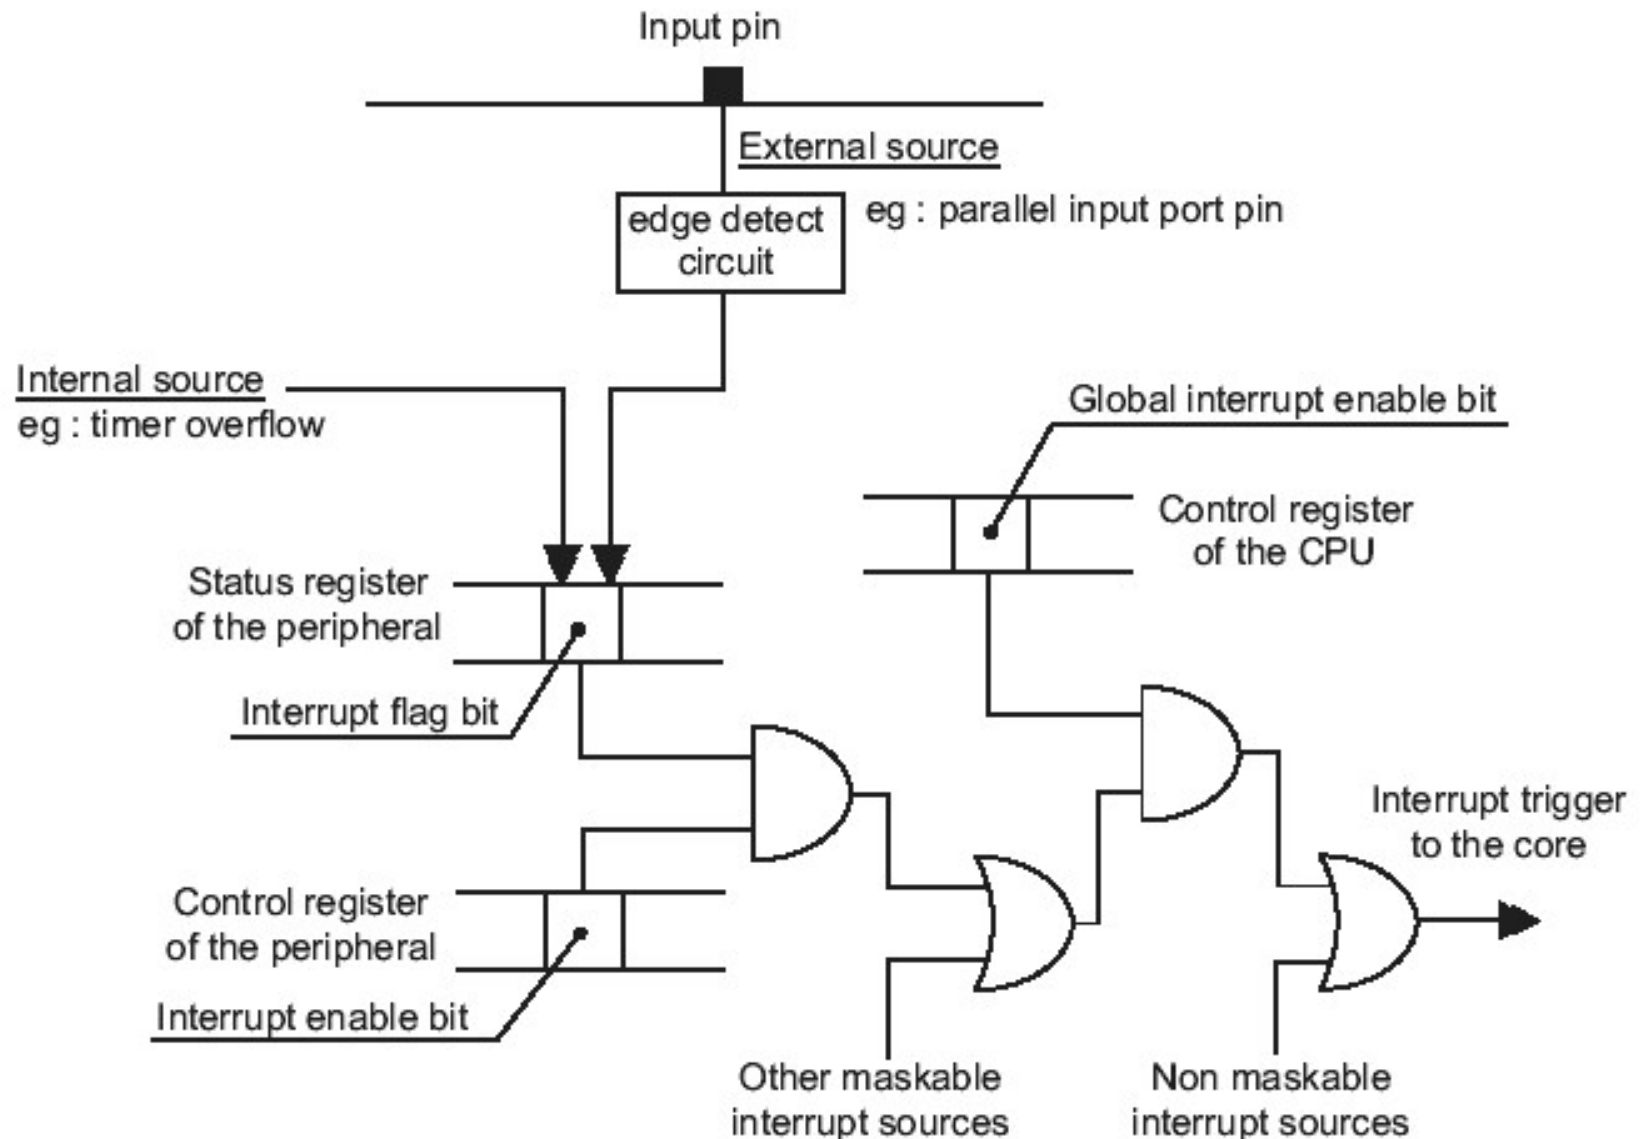 Input pin
External source
edge detect
circuit
eg : parallel input port pin
Internal source
eg : timer overflow
Global interrupt enable bit
Control register
of the CPU
Status register
of the peripheral
Interrupt flag bit
Interrupt trigger
to the core
Control register
of the peripheral
Interrupt enable bit
Other maskable
interrupt sources
Non maskable
interrupt sources